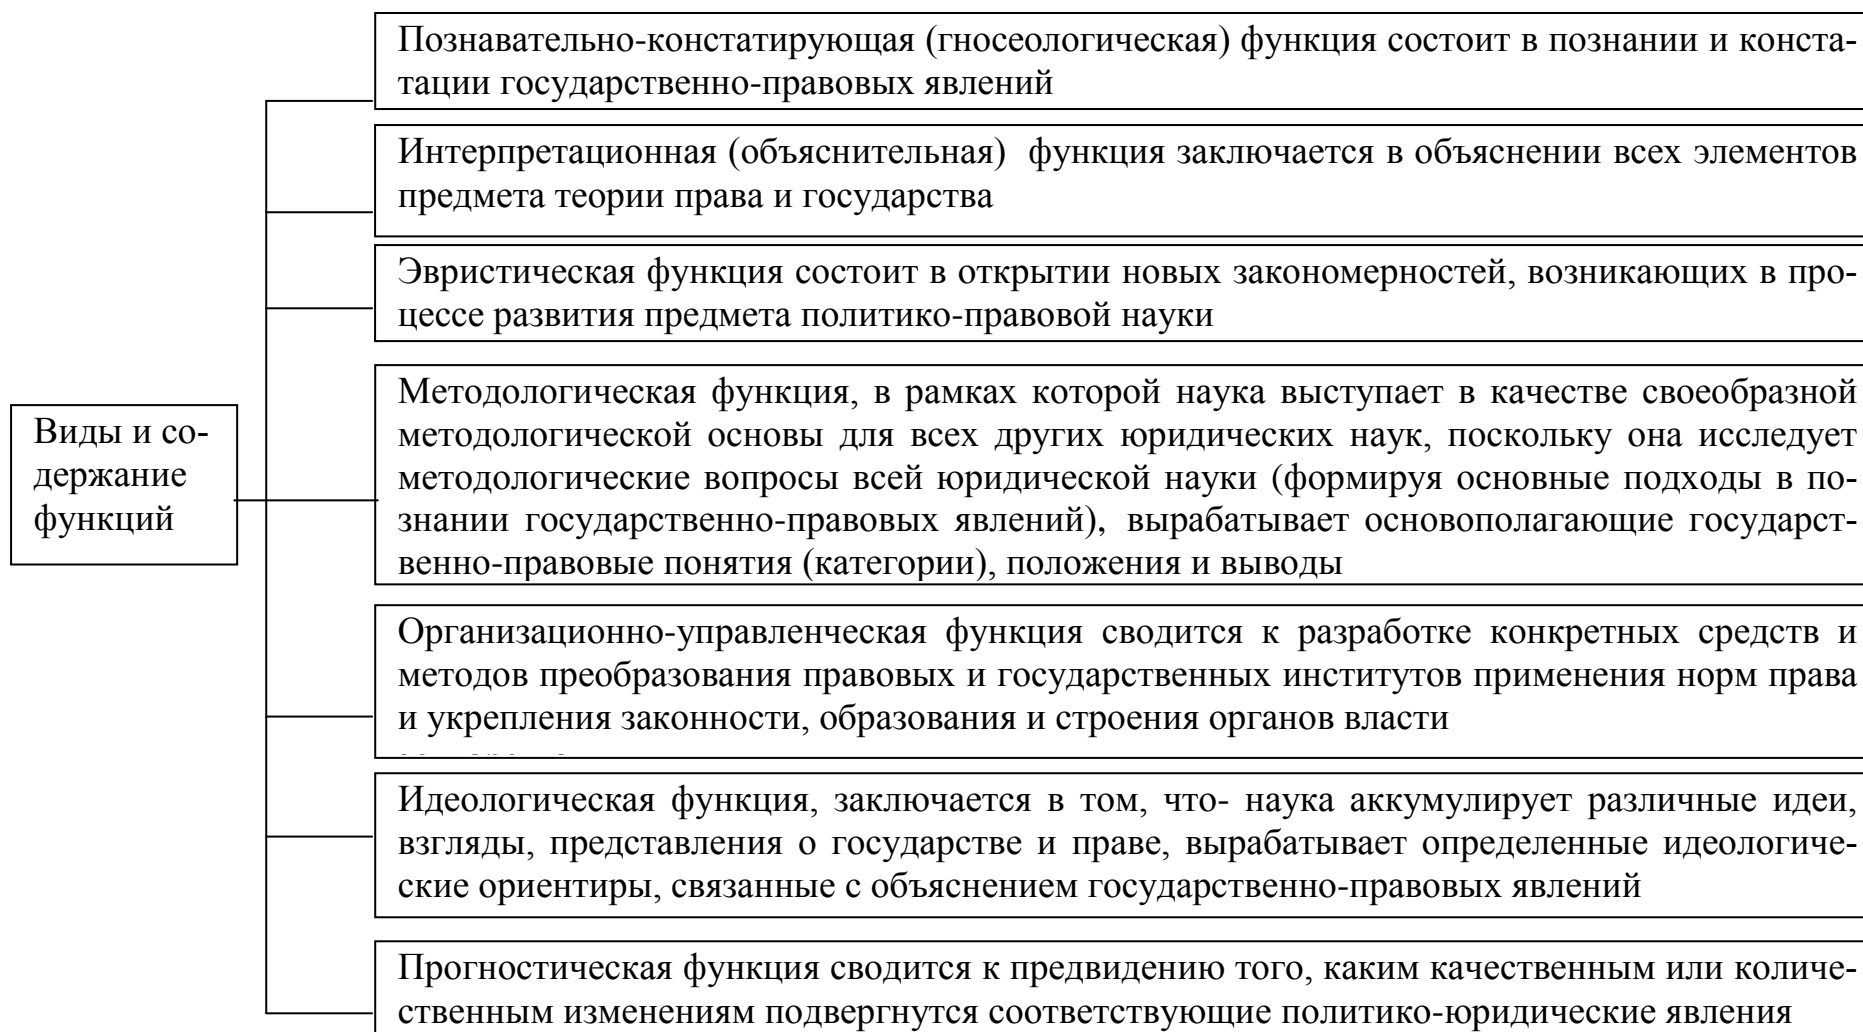 Познавательно-констатирующая (гносеологическая) функция состоит в познании и конста-
тации государственно-правовых явлений
Интерпретационная (объяснительная) функция заключается в объяснении всех элементов
предмета теории права и государства
Эвристическая функция состоит в открытии новых закономерностей, возникающих в про-
цессе развития предмета политико-правовой науки
Виды и со-
держание
функций
Методологическая функция, в рамках которой наука выступает в качестве своеобразной
методологической основы для всех других юридических наук, поскольку она исследует
методологические вопросы всей юридической науки (формируя основные подходы в по-
знании государственно-правовых явлений), вырабатывает основополагающие государст-
венно-правовые понятия (категории), положения и выводы
Организационно-управленческая функция сводится к разработке конкретных средств и
методов преобразования правовых и государственных институтов применения норм права
и укрепления законности, образования и строения органов власти
Идеологическая функция, заключается в том, что- наука аккумулирует различные идеи,
взгляды, представления о государстве и праве, вырабатывает определенные идеологиче-
ские ориентиры, связанные с объяснением государственно-правовых явлений
Прогностическая функция сводится к предвидению того, каким качественным или количе-
ственным изменениям подвергнутся соответствующие политико-юридические явления